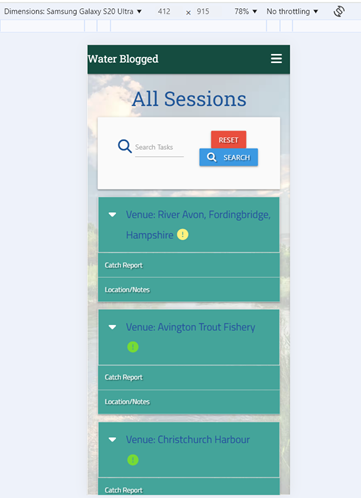 Dimensions: Samsung Galaxy S20 Ultra ▼ 412 × 915 78% ▼ No throttling ▼
Water Blogged
All Sessions
Search Tasks
RESET
SEARCH
Venue: River Avon, Fordingbridge,
Hampshire
Catch Report
Location/Notes
Venue: Avington Trout Fishery
Catch Report
Location/Notes
Venue: Christchurch Harbour
Catch Report